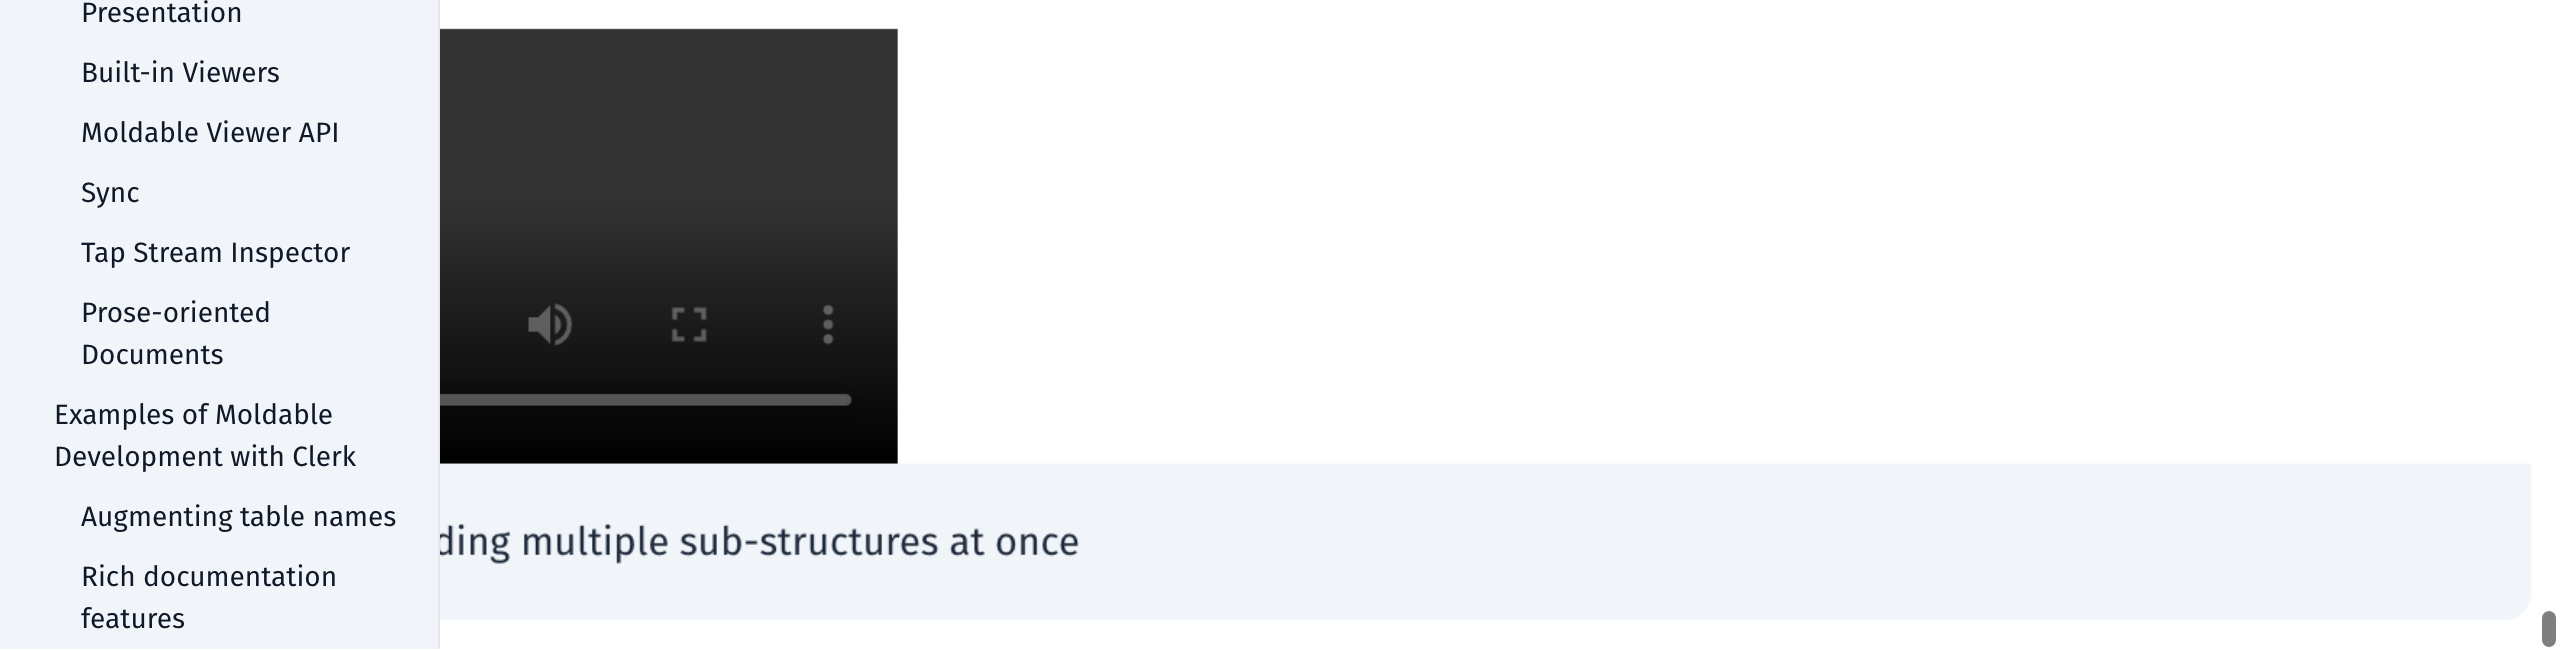 Presentation
Built-in Viewers
Moldable Viewer API
Sync
Tap Stream Inspector
Prose-oriented
Documents
Examples of Moldable
Development with Clerk
Augmenting table names
Rich documentation
features
ding multiple sub-structures at once